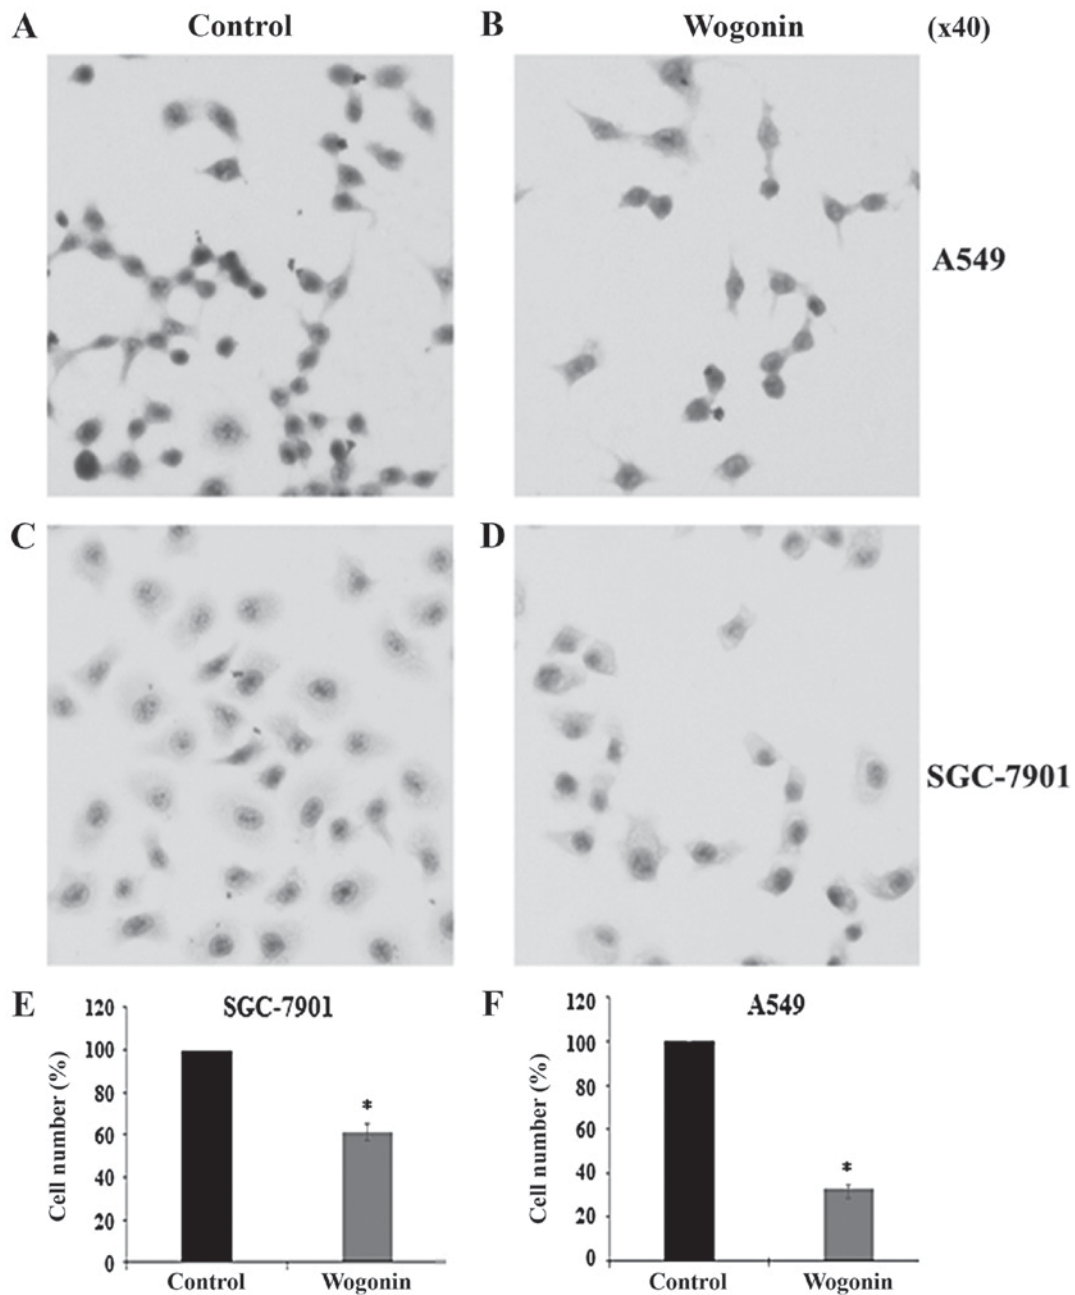 A Control B Wogonin (x40)
A549
C D
SGC-7901
E SGC-7901
120
100
80
60
40
20
0
Cell number (%)
*
Control Wogonin
F A549
120
100
80
60
40
20
0
Cell number (%)
*
Control Wogonin